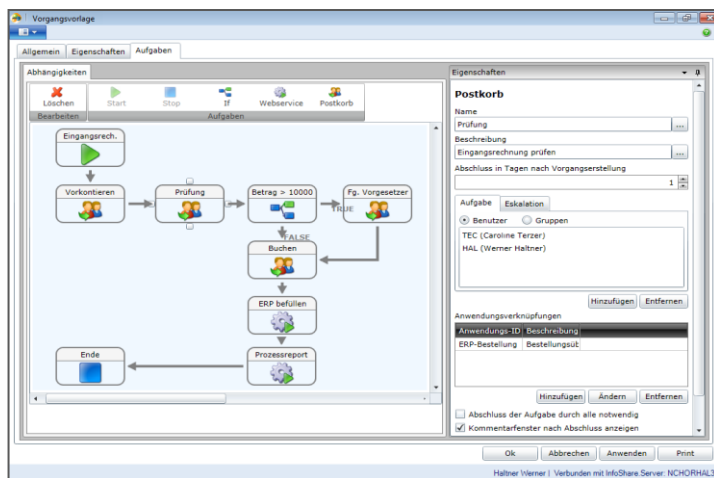 Vorgangsvorlage
Allgemein Eigenschaften Aufgaben
Abhängigkeiten
Löschen Start Stop If Webservice Postkorb
Bearbeiten Aufgaben
Eingangsrech.
Vorkontieren Prüfung Betrag > 10000 Fg. Vorgesetzer
TRUE
FALSE
Buchen
ERP befüllen
Ende Prozessreport
Eigenschaften
Postkorb
Name
Prüfung ...
Beschreibung
Eingangsrechnung prüfen ...
Abschluss in Tagen nach Vorgangserstellung
1
Aufgabe Eskalation
Benutzer Gruppen
TEC (Caroline Terzer)
HAL (Werner Haltner)
Hinzufügen Entfernen
Anwendungsverknüpfungen
Anwendungs-ID Beschreibung
ERP-Bestellung Bestellungsüb
Hinzufügen Ändern Entfernen
Abschluss der Aufgabe durch alle notwendig
Kommentarfenster nach Abschluss anzeigen
Ok Abbrechen Anwenden Print
Haltner Werner | Verbunden mit InfoShare.Server: NCHORHAL3